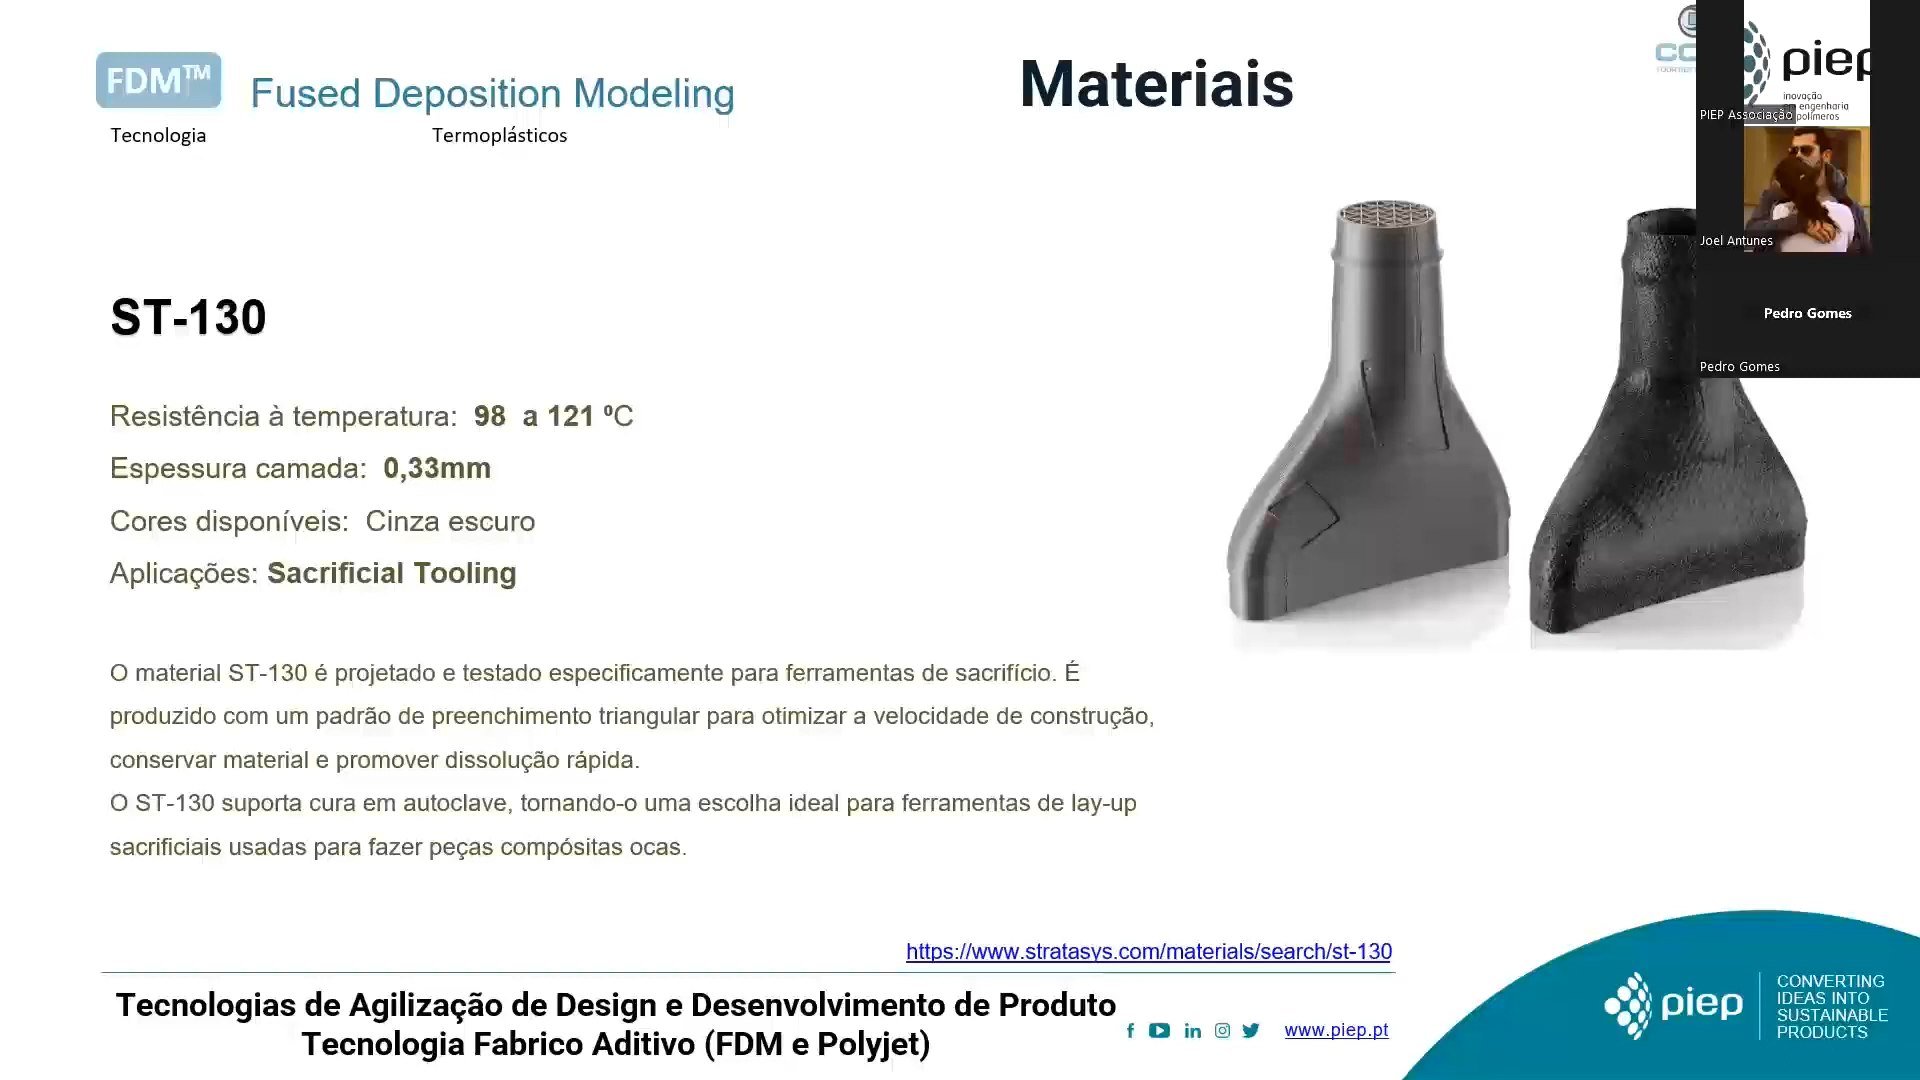 FDM™
Fused Deposition Modeling
Materiais
Tecnologia
Termoplásticos
piep
inovação
em engenharia
polímeros
PIEP Associação
Joel Antunes
Pedro Gomes
Pedro Gomes
ST-130
Resistência à temperatura: 98 a 121 ºC
Espessura camada: 0,33mm
Cores disponíveis: Cinza escuro
Aplicações: Sacrificial Tooling
O material ST-130 é projetado e testado especificamente para ferramentas de sacrifício. É
produzido com um padrão de preenchimento triangular para otimizar a velocidade de construção,
conservar material e promover dissolução rápida.
O ST-130 suporta cura em autoclave, tornando-o uma escolha ideal para ferramentas de lay-up
sacrificiais usadas para fazer peças compósitas ocas.
https://www.stratasys.com/materials/search/st-130
Tecnologias de Agilização de Design e Desenvolvimento de Produto
Tecnologia Fabrico Aditivo (FDM e Polyjet)
www.piep.pt
piep
CONVERTING
IDEAS INTO
SUSTAINABLE
PRODUCTS